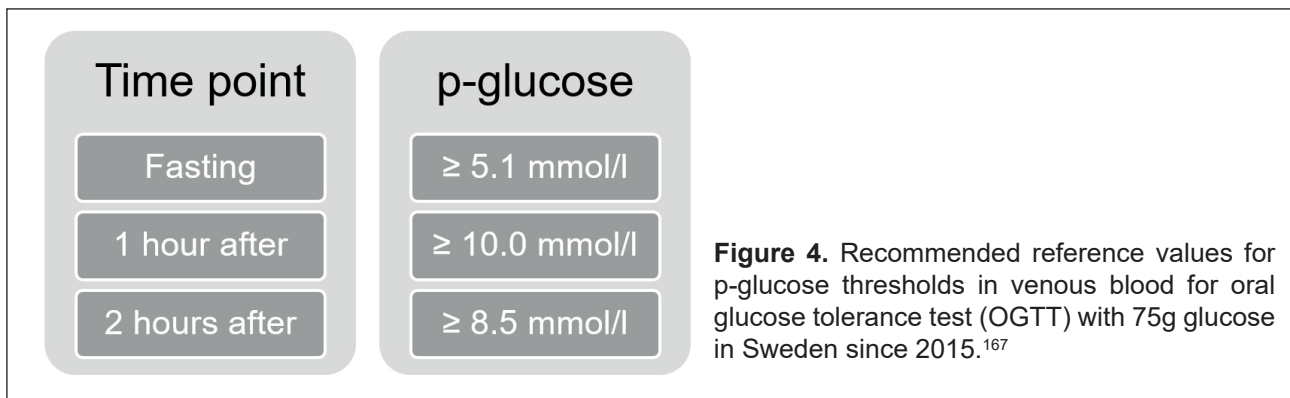 Time point
p-glucose
Fasting
≥ 5.1 mmol/l
1 hour after
≥ 10.0 mmol/l
2 hours after
≥ 8.5 mmol/l
Figure 4. Recommended reference values for
p-glucose thresholds in venous blood for oral
glucose tolerance test (OGTT) with 75g glucose
in Sweden since 2015.¹⁶⁷